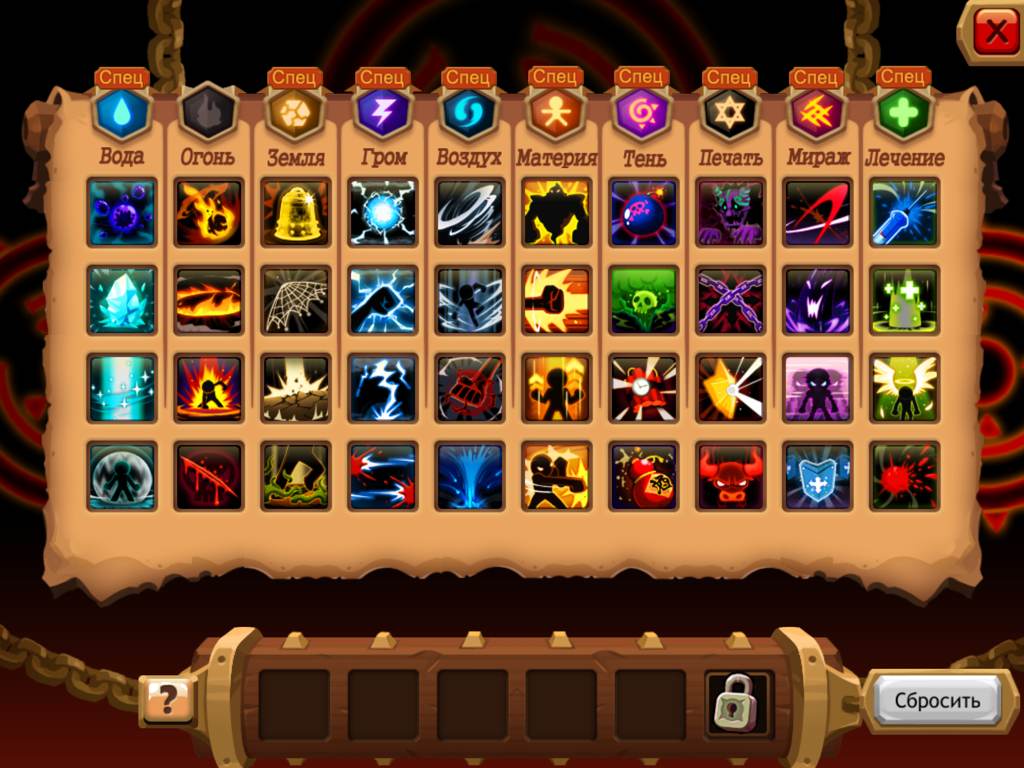 Спец Спец Спец Спец Спец Спец Спец Спец Спец
Вода Огонь Земля Гром Воздух Материя Тень Печать Мираж Лечение
? Сбросить